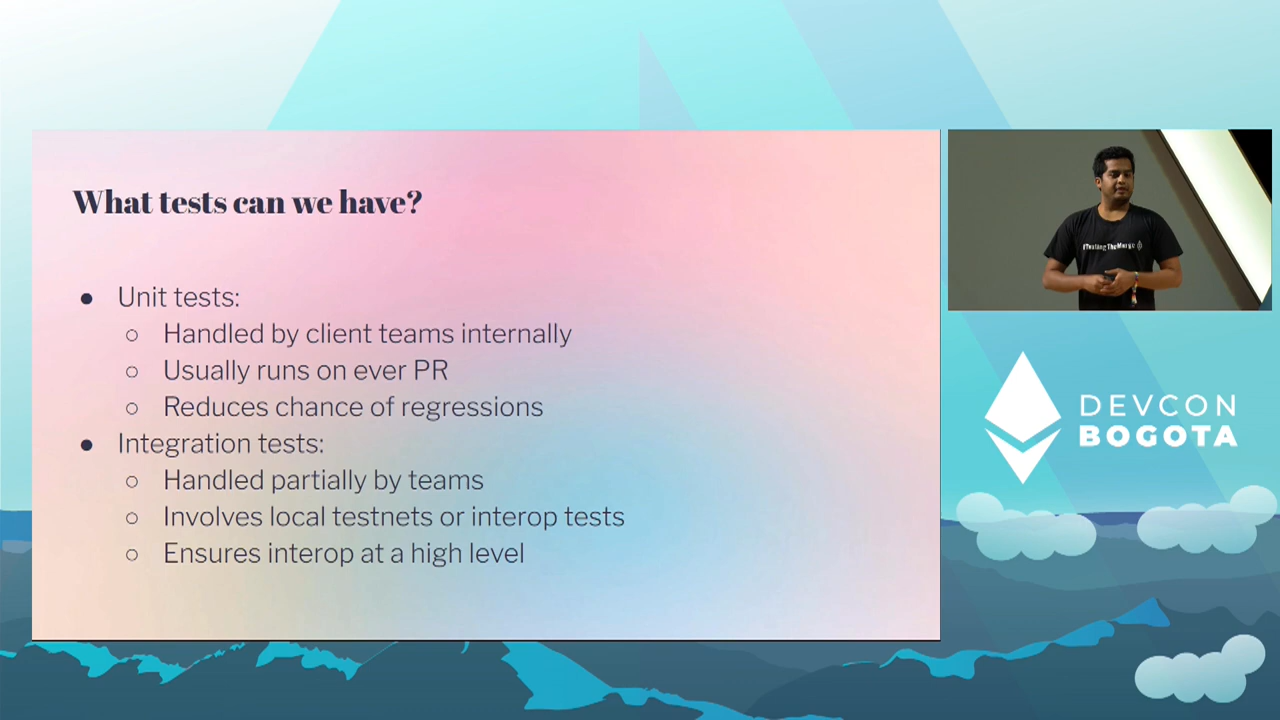 What tests can we have?
● Unit tests:
○ Handled by client teams internally
○ Usually runs on ever PR
○ Reduces chance of regressions
● Integration tests:
○ Handled partially by teams
○ Involves local testnets or interop tests
○ Ensures interop at a high level
#TestingTheMerge
DEVCON
BOGOTA